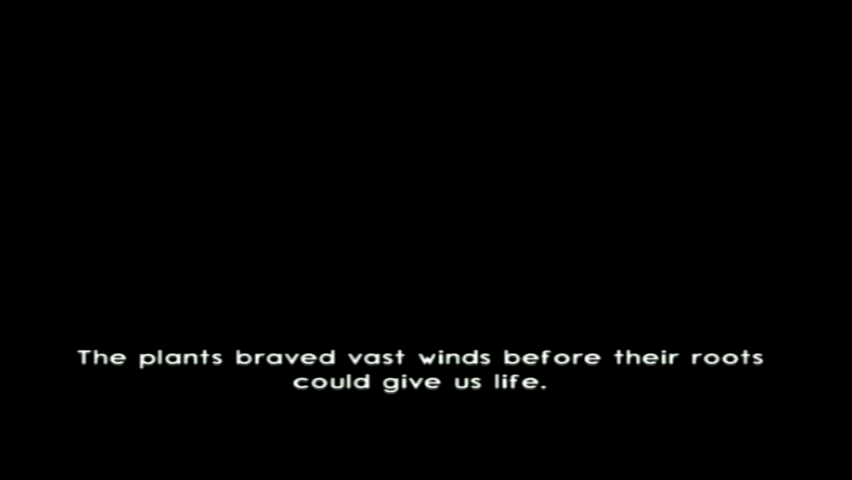 The plants braved vast winds before their roots
could give us life.